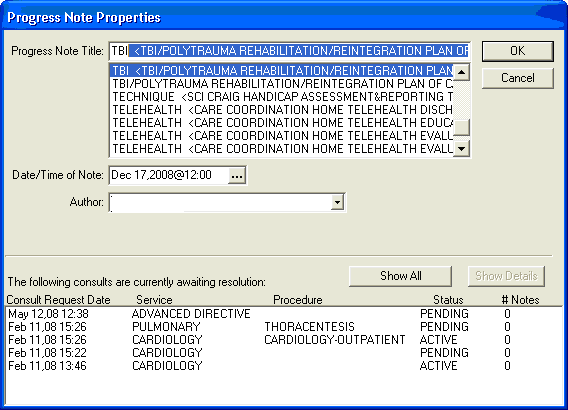 Progress Note Properties
Progress Note Title: TBI <TBI/POLYTRAUMA REHABILITATION/REINTEGRATION PLAN OF
OK
TBI <TBI/POLYTRAUMA REHABILITATION/REINTEGRATION PLAN
Cancel
TBI/POLYTRAUMA REHABILITATION/REINTEGRATION PLAN OF CA
TECHNIQUE <SCI CRAIG HANDICAP ASSESSMENT&REPORTING T
TELEHEALTH <CARE COORDINATION HOME TELEHEALTH DISCH
TELEHEALTH <CARE COORDINATION HOME TELEHEALTH EDUCA
TELEHEALTH <CARE COORDINATION HOME TELEHEALTH EVALU
TELEHEALTH <CARE COORDINATION HOME TELEHEALTH EVALU
Date/Time of Note: Dec 17,2008@12:00 ...
Author:
The following consults are currently awaiting resolution: Show All Show Details
Consult Request Date Service Procedure Status # Notes
May 12,08 12:38 ADVANCED DIRECTIVE PENDING 0
Feb 11,08 15:26 PULMONARY THORACENTESIS PENDING 0
Feb 11,08 15:26 CARDIOLOGY CARDIOLOGY-OUTPATIENT ACTIVE 0
Feb 11,08 15:22 CARDIOLOGY PENDING 0
Feb 11,08 13:46 CARDIOLOGY ACTIVE 0